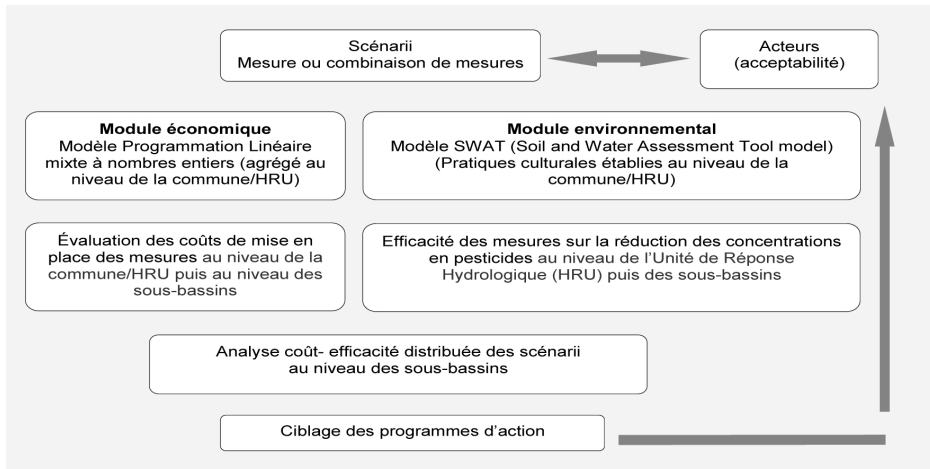 Scénarii
Mesure ou combinaison de mesures
Acteurs
(acceptabilité)
Module économique
Modèle Programmation Linéaire
mixte à nombres entiers (agrégé au
niveau de la commune/HRU)
Module environnemental
Modèle SWAT (Soil and Water Assessment Tool model)
(Pratiques culturales établies au niveau de la
commune/HRU)
Évaluation des coûts de mise en
place des mesures au niveau de la
commune/HRU puis au niveau des
sous-bassins
Efficacité des mesures sur la réduction des concentrations
en pesticides au niveau de l'Unité de Réponse
Hydrologique (HRU) puis des sous-bassins
Analyse coût- efficacité distribuée des scénarii
au niveau des sous-bassins
Ciblage des programmes d'action